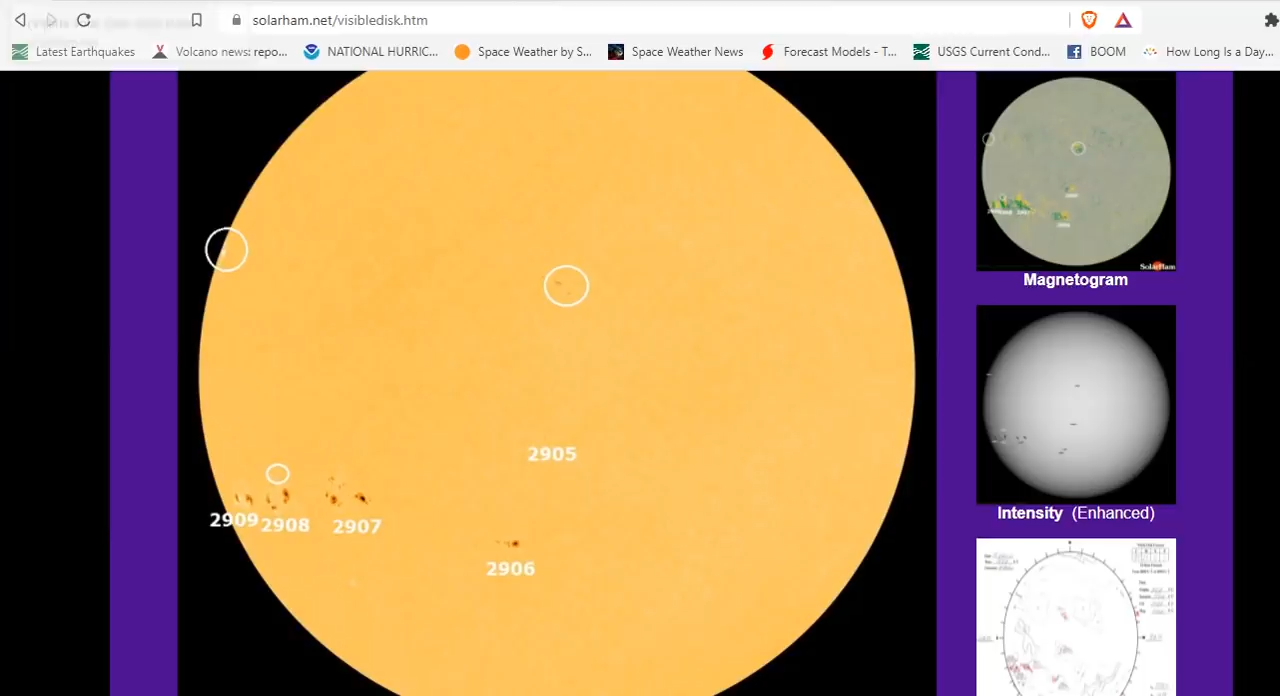 solarham.net/visibledisk.htm
Latest Earthquakes
Volcano news: repo...
NATIONAL HURRIC...
Space Weather by S...
Space Weather News
Forecast Models - T...
USGS Current Cond...
BOOM
How Long Is a Day...
2905
2909
2908
2907
2906
SolarHam
Magnetogram
Intensity (Enhanced)